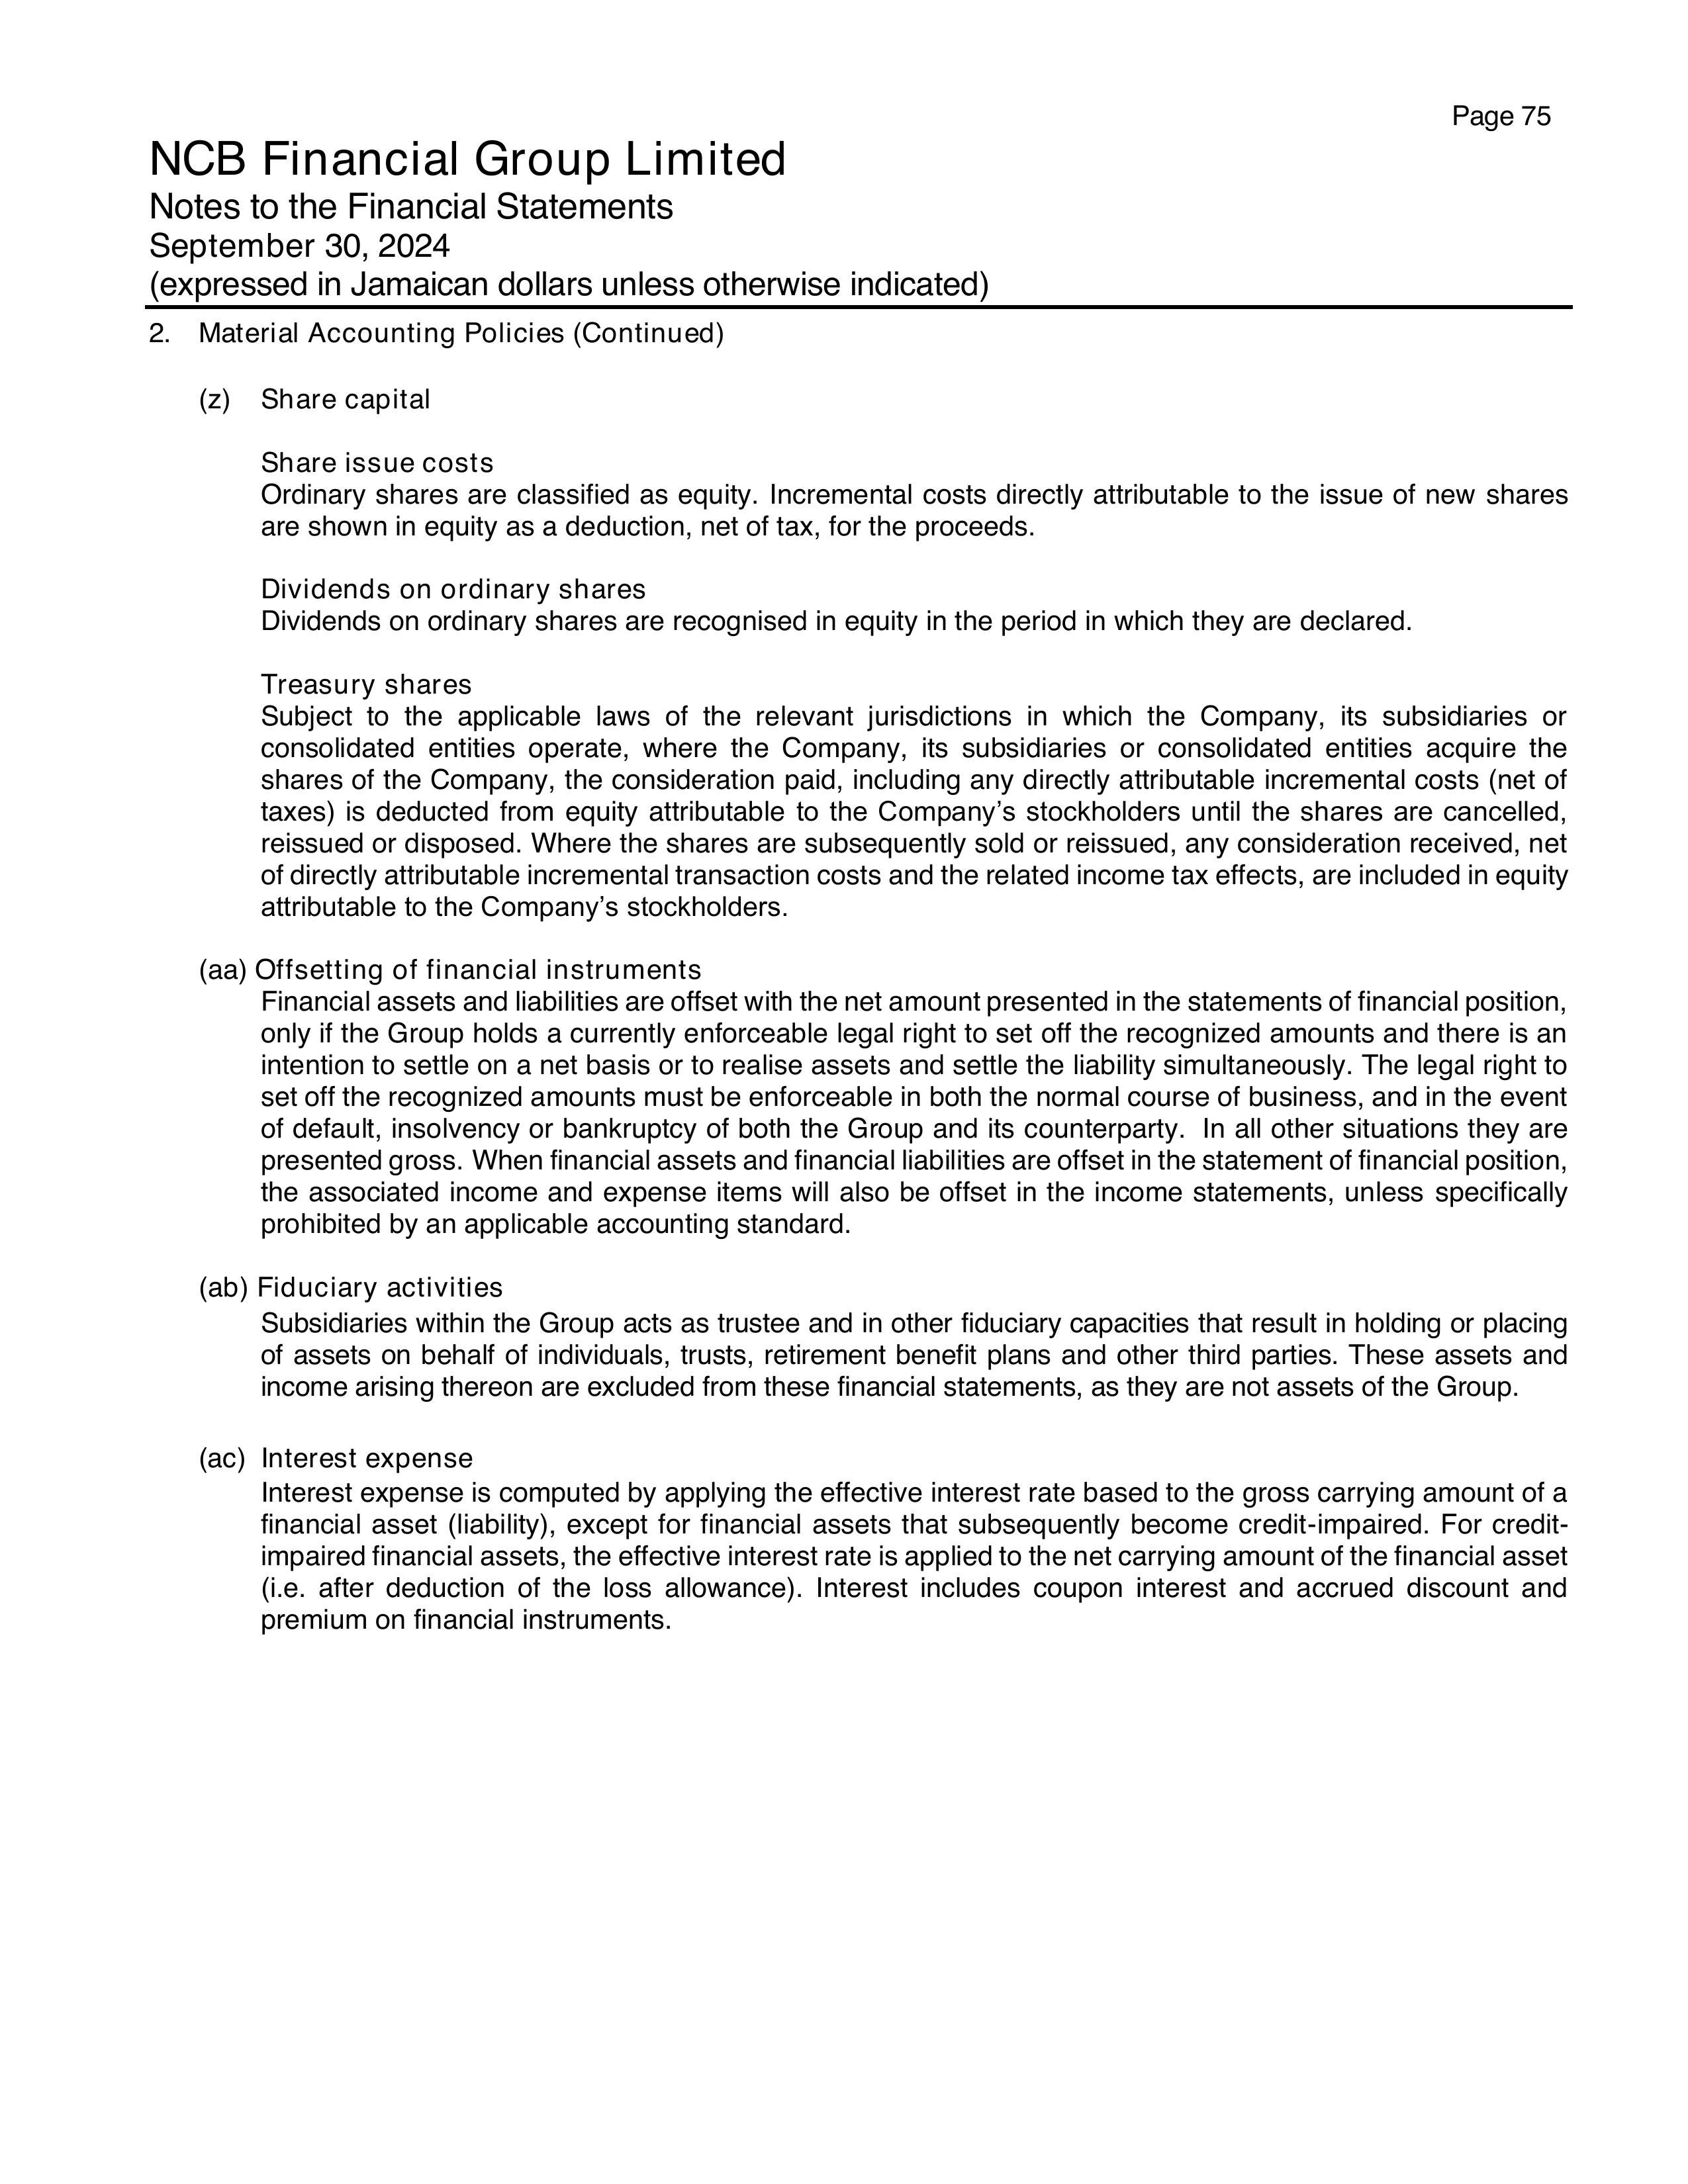 Page 75
NCB Financial Group Limited
Notes to the Financial Statements
September 30, 2024
(expressed in Jamaican dollars unless otherwise indicated)
2. Material Accounting Policies (Continued)
(z) Share capital
Share issue costs
Ordinary shares are classified as equity. Incremental costs directly attributable to the issue of new shares
are shown in equity as a deduction, net of tax, for the proceeds.
Dividends on ordinary shares
Dividends on ordinary shares are recognised in equity in the period in which they are declared.
Treasury shares
Subject to the applicable laws of the relevant jurisdictions in which the Company, its subsidiaries or
consolidated entities operate, where the Company, its subsidiaries or consolidated entities acquire the
shares of the Company, the consideration paid, including any directly attributable incremental costs (net of
taxes) is deducted from equity attributable to the Company’s stockholders until the shares are cancelled,
reissued or disposed. Where the shares are subsequently sold or reissued, any consideration received, net
of directly attributable incremental transaction costs and the related income tax effects, are included in equity
attributable to the Company’s stockholders.
(aa) Offsetting of financial instruments
Financial assets and liabilities are offset with the net amount presented in the statements of financial position,
only if the Group holds a currently enforceable legal right to set off the recognized amounts and there is an
intention to settle on a net basis or to realise assets and settle the liability simultaneously. The legal right to
set off the recognized amounts must be enforceable in both the normal course of business, and in the event
of default, insolvency or bankruptcy of both the Group and its counterparty. In all other situations they are
presented gross. When financial assets and financial liabilities are offset in the statement of financial position,
the associated income and expense items will also be offset in the income statements, unless specifically
prohibited by an applicable accounting standard.
(ab) Fiduciary activities
Subsidiaries within the Group acts as trustee and in other fiduciary capacities that result in holding or placing
of assets on behalf of individuals, trusts, retirement benefit plans and other third parties. These assets and
income arising thereon are excluded from these financial statements, as they are not assets of the Group.
(ac) Interest expense
Interest expense is computed by applying the effective interest rate based to the gross carrying amount of a
financial asset (liability), except for financial assets that subsequently become credit-impaired. For credit-
impaired financial assets, the effective interest rate is applied to the net carrying amount of the financial asset
(i.e. after deduction of the loss allowance). Interest includes coupon interest and accrued discount and
premium on financial instruments.